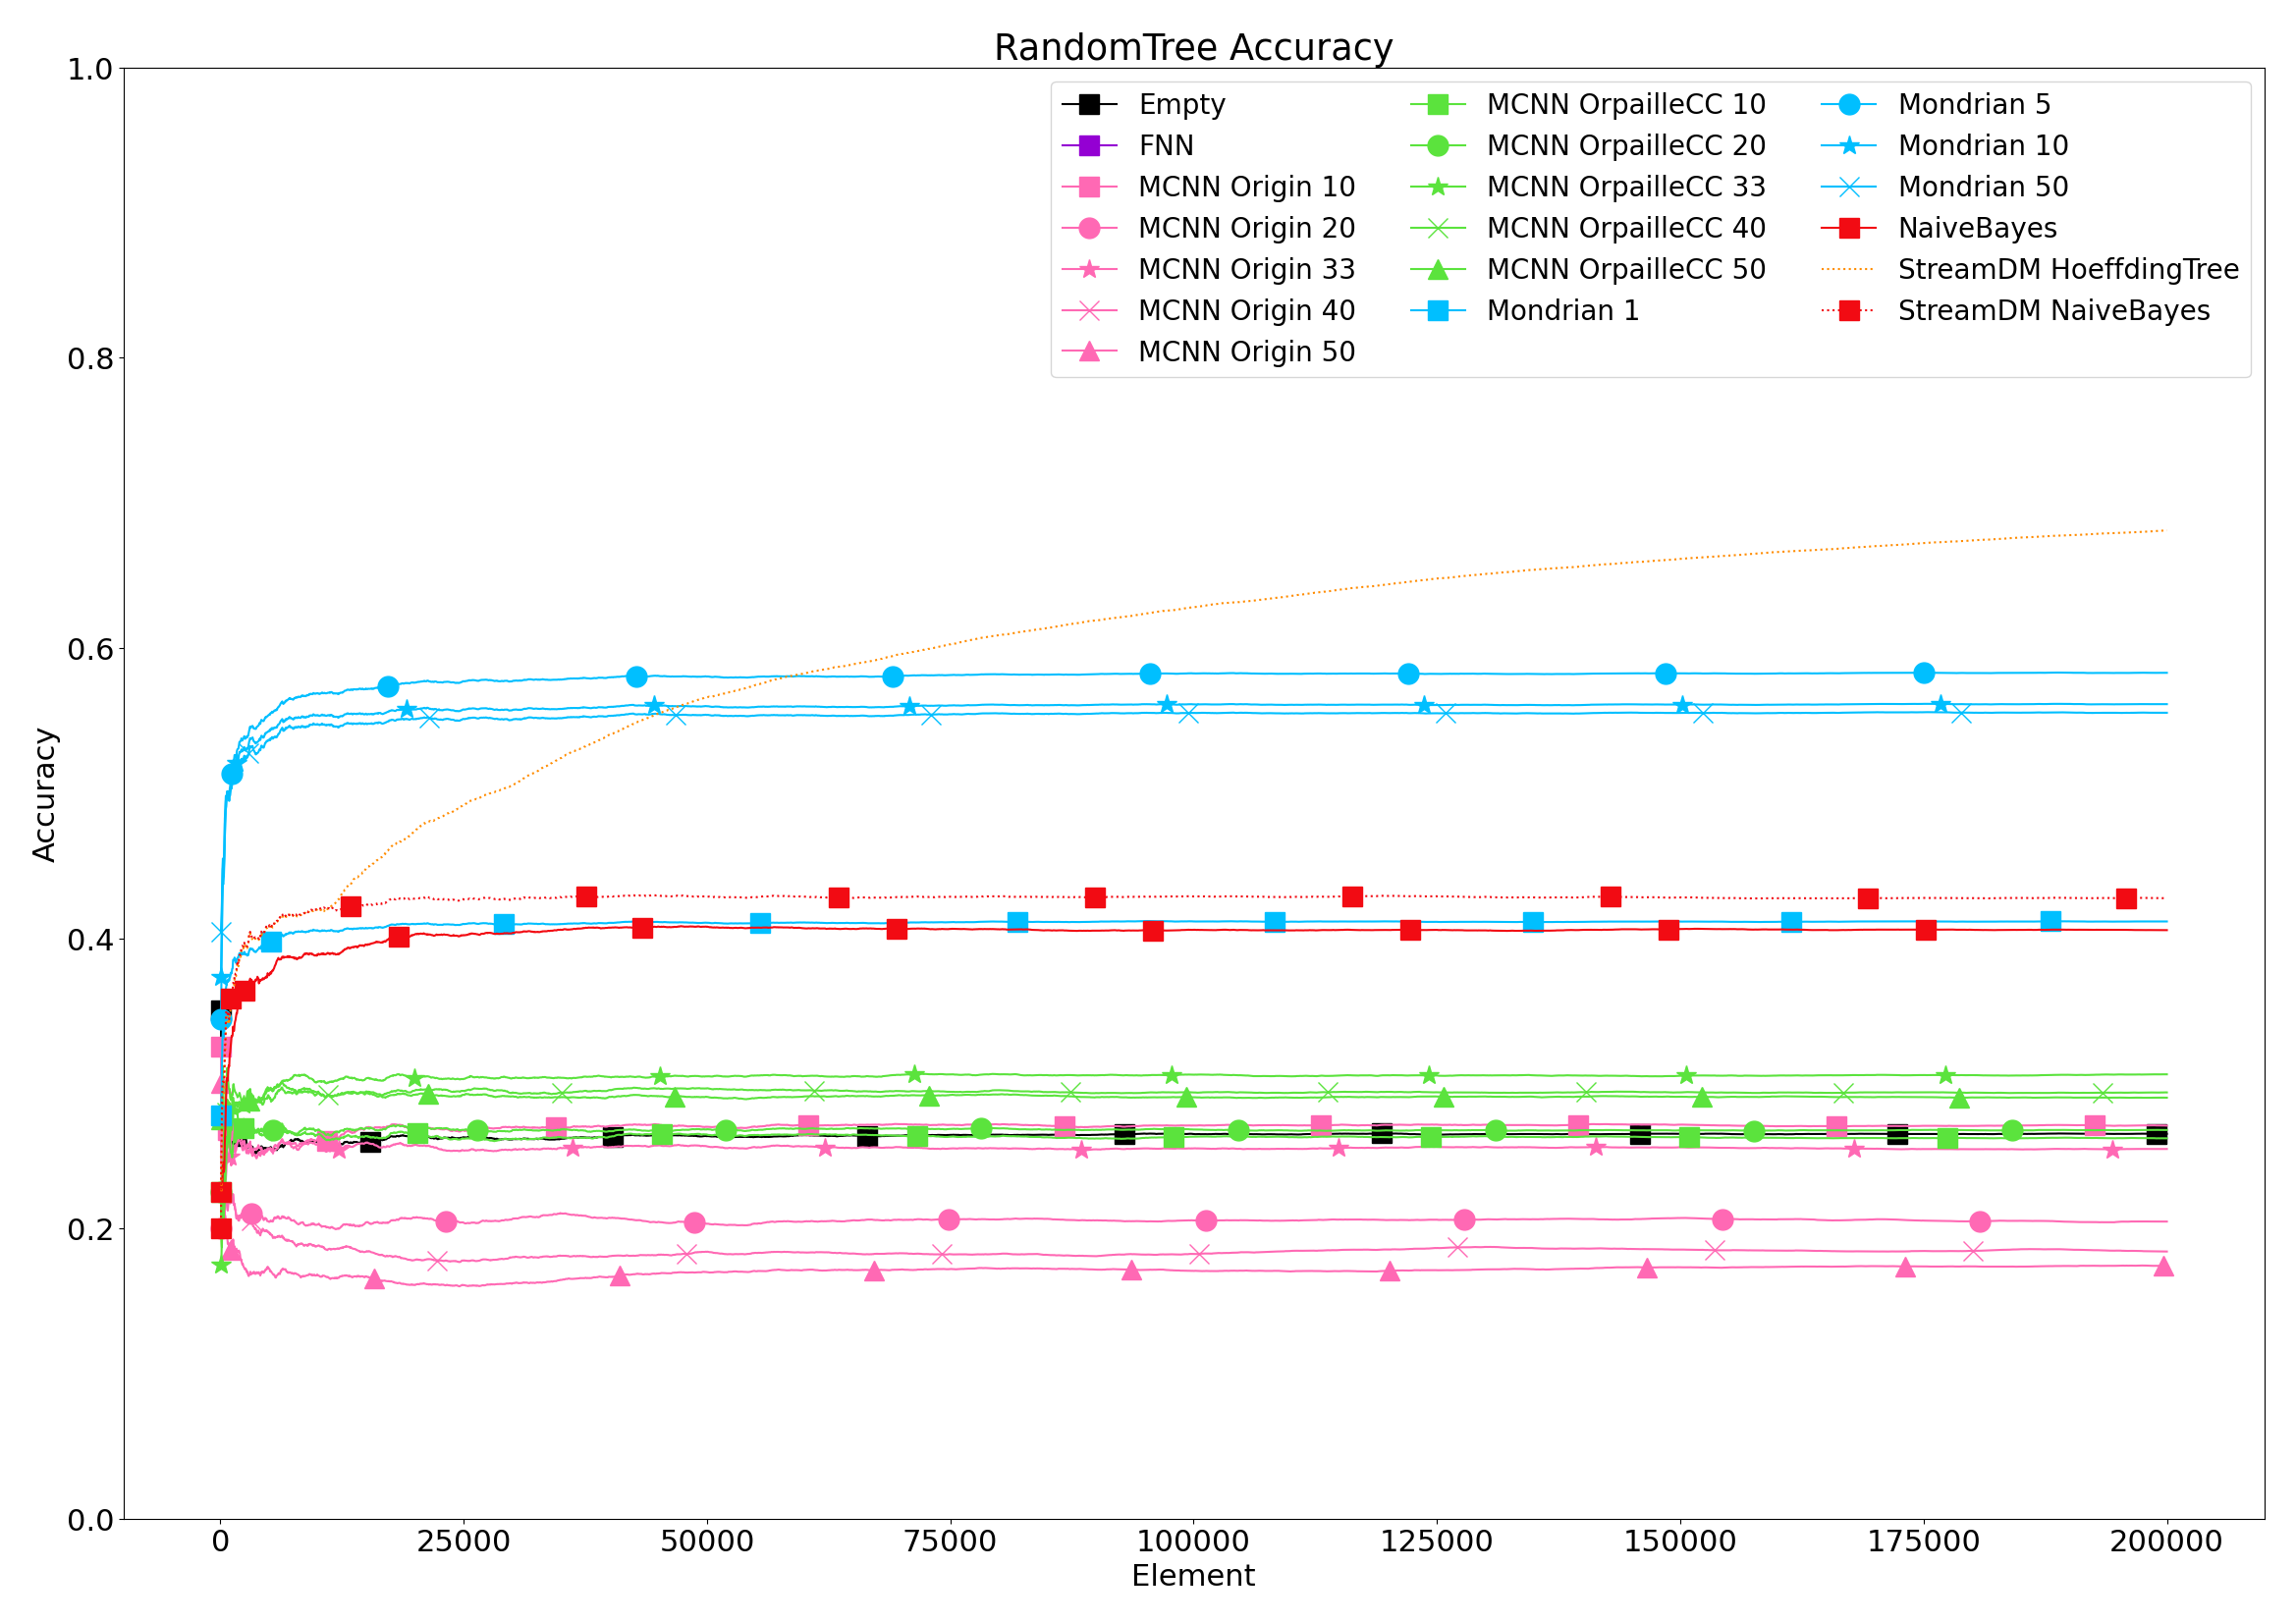 RandomTree Accuracy
1.0
0.8
0.6
0.4
0.2
0.0
Accuracy
Empty
FNN
MCNN Origin 10
MCNN Origin 20
MCNN Origin 33
MCNN Origin 40
MCNN Origin 50
MCNN OrpailleCC 10
MCNN OrpailleCC 20
MCNN OrpailleCC 33
MCNN OrpailleCC 40
MCNN OrpailleCC 50
Mondrian 1
Mondrian 5
Mondrian 10
Mondrian 50
NaiveBayes
StreamDM HoeffdingTree
StreamDM NaiveBayes
0 25000 50000 75000 100000 125000 150000 175000 200000
Element